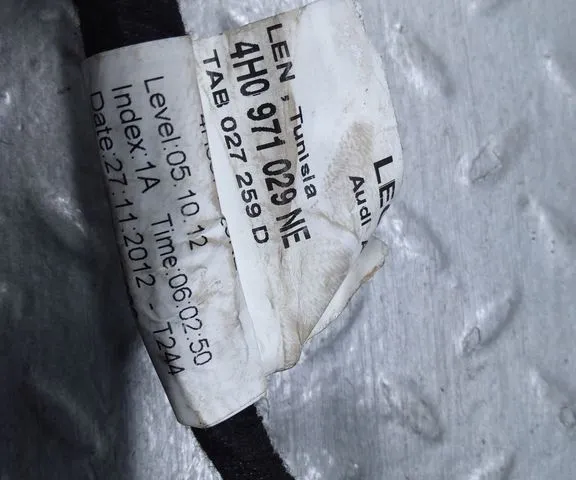 LEN , Tunisia
4H0 971 029 NE
TAB 027 259 D
Level:05.10.12 Time:06:02:50
Index:1A
Date:27.11.2012 - T244
Audi